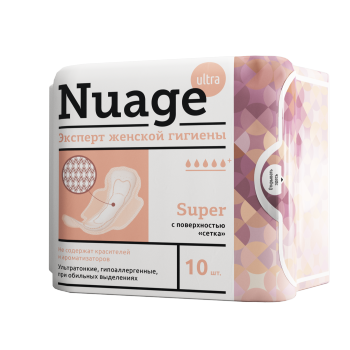 ultra
Nuage
Эксперт женской гигиены
Super
с поверхностью
«сетка»
Не содержат красителей
и ароматизаторов
Ультратонкие, гипоаллергенные,
при обильных выделениях
10 шт.